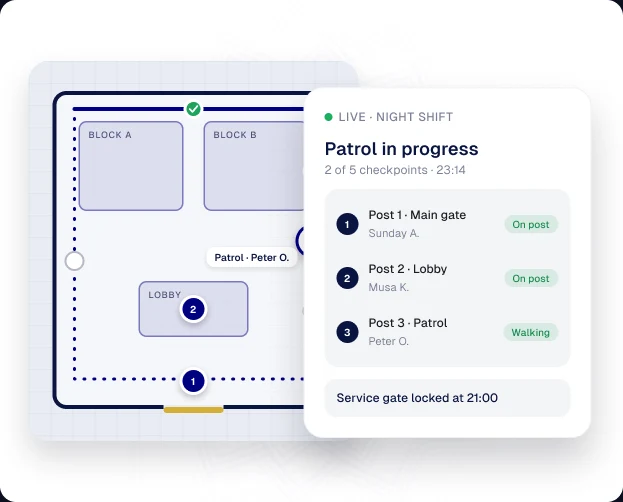 BLOCK A
BLOCK B
Patrol · Peter O.
LOBBY
2
1
LIVE · NIGHT SHIFT
Patrol in progress
2 of 5 checkpoints · 23:14
1 Post 1 · Main gate On post
Sunday A.
2 Post 2 · Lobby On post
Musa K.
3 Post 3 · Patrol Walking
Peter O.
Service gate locked at 21:00